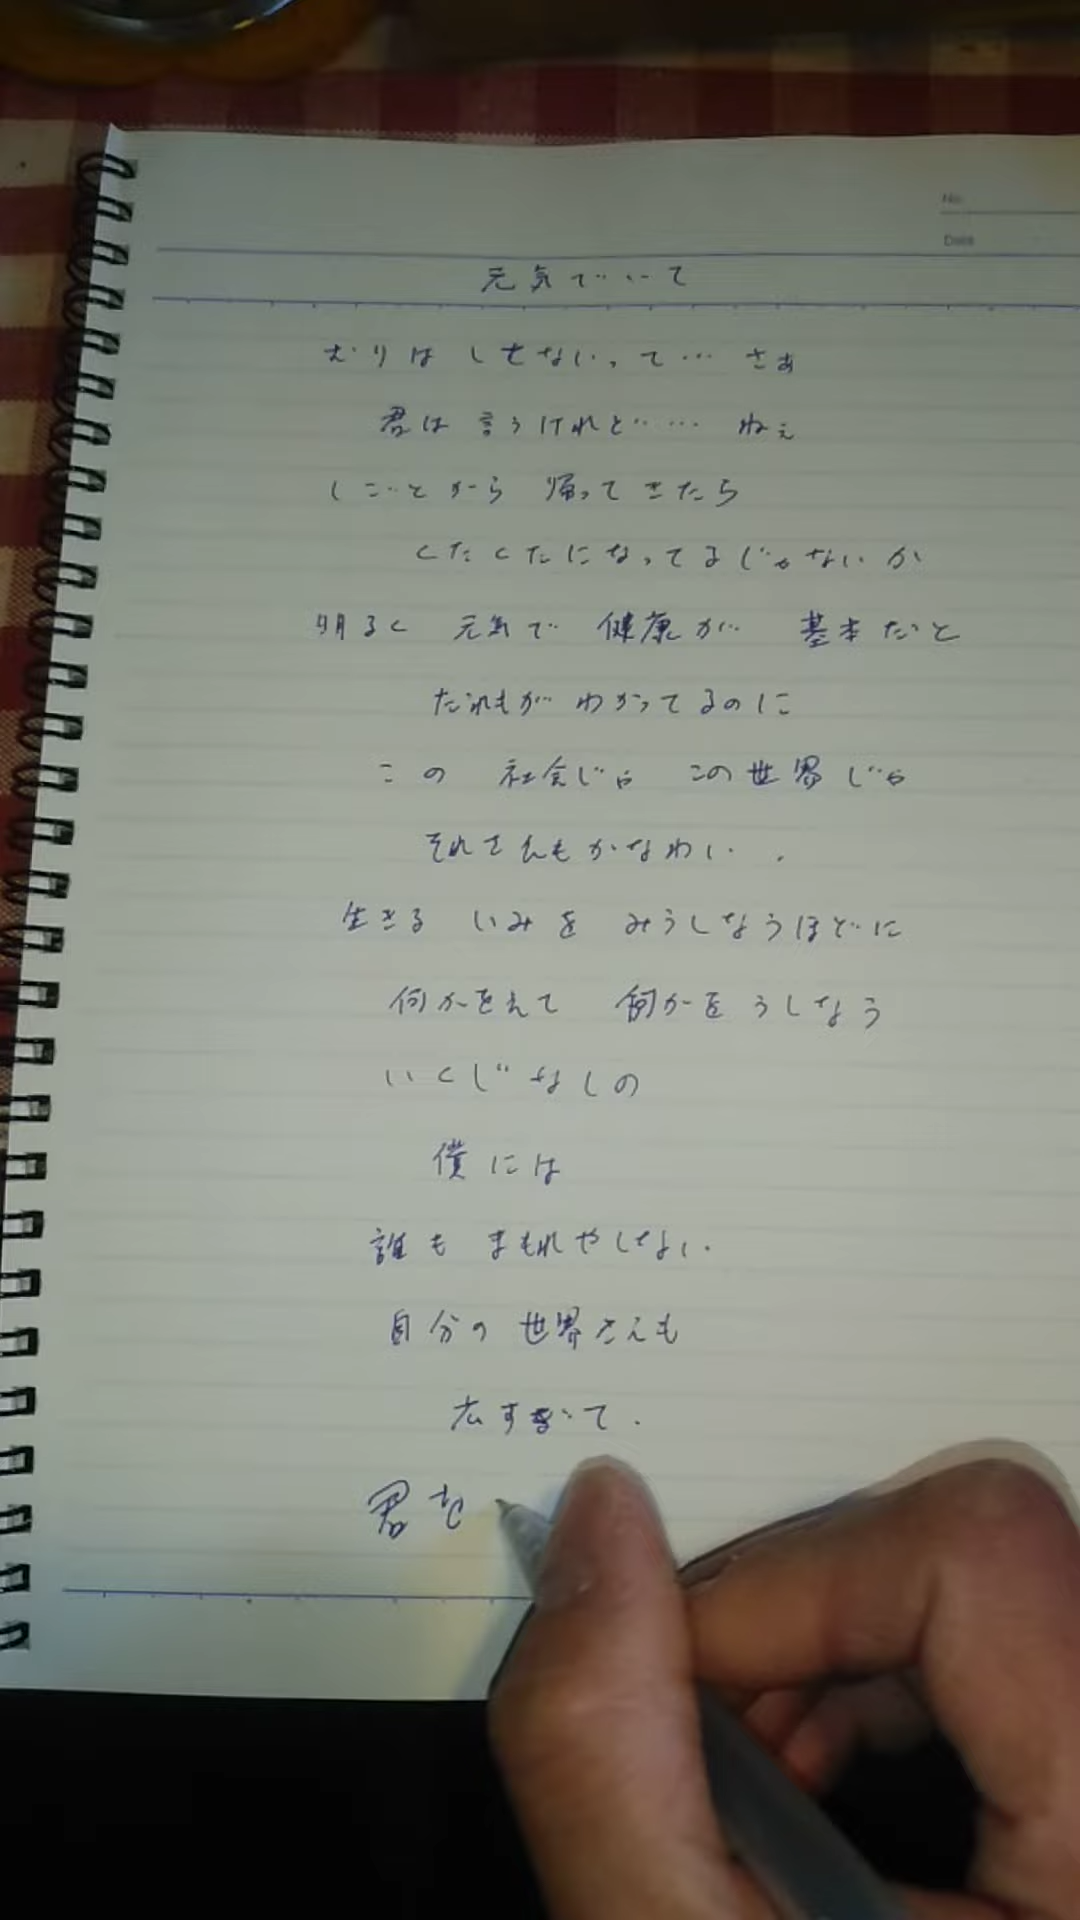 No.
Date
元気でいて
むりは してないって… さぁ
君は 言うけれど…… ねぇ
しごとから 帰ってきたら
くたくたになってるじゃないか
明るく 元気で 健康が 基本だと
だれもが わかってるのに
この 社会じゃ この世界じゃ
それさえもかなわい.
生きる いみを みうしなうほどに
何かをえて 何かをうしなう
いくじなしの
僕には
誰も まもれやしない.
自分の 世界さえも
広すぎて.
君を